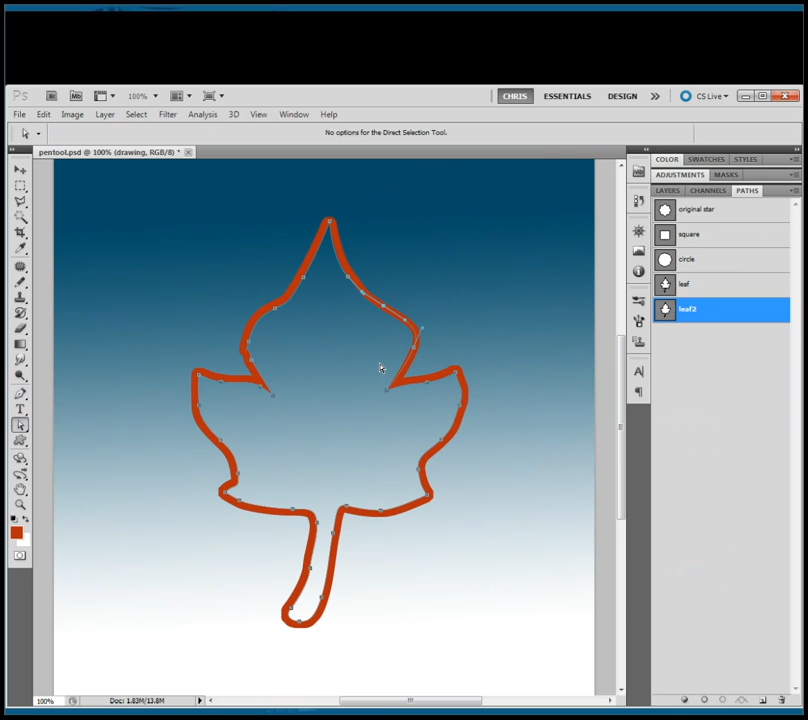 Ps Br Mb 100% CHRIS ESSENTIALS DESIGN >> CS Live
File Edit Image Layer Select Filter Analysis 3D View Window Help
No options for the Direct Selection Tool.
pentool.psd @ 100% (drawing, RGB/8) *
COLOR SWATCHES STYLES
ADJUSTMENTS MASKS
LAYERS CHANNELS PATHS
original star
square
circle
leaf
leaf2
100% Doc: 1.83M/13.8M